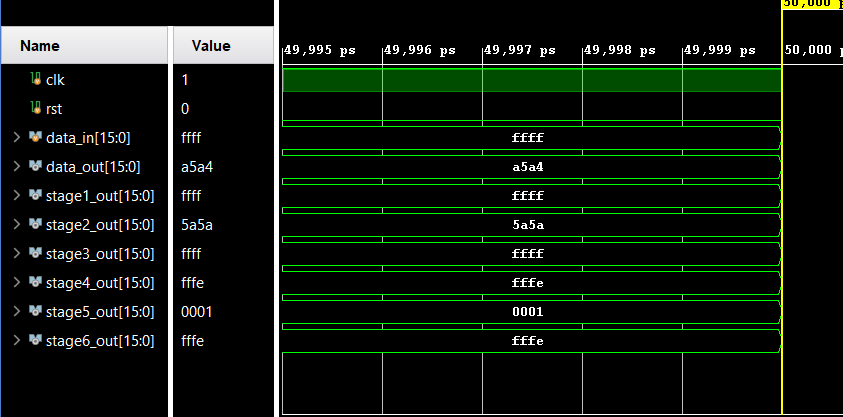 50,000 p
Name Value
49,995 ps 49,996 ps 49,997 ps 49,998 ps 49,999 ps 50,000 p
clk 1
rst 0
data_in[15:0] ffff ffff
data_out[15:0] a5a4 a5a4
stage1_out[15:0] ffff ffff
stage2_out[15:0] 5a5a 5a5a
stage3_out[15:0] ffff ffff
stage4_out[15:0] fffe fffe
stage5_out[15:0] 0001 0001
stage6_out[15:0] fffe fffe